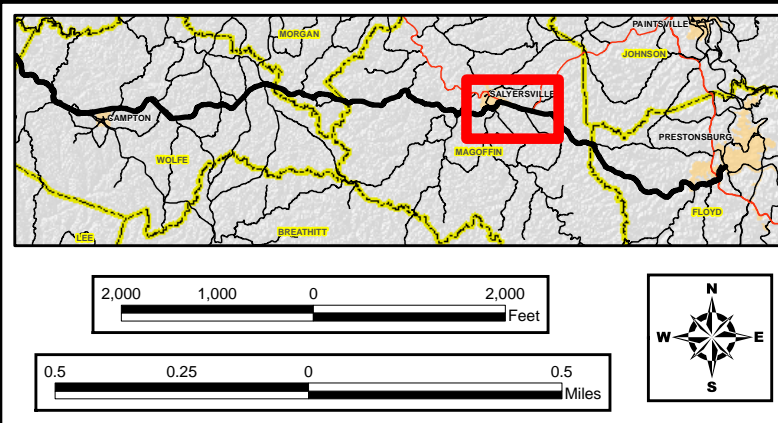 PAINTSVILLE
MORGAN
JOHNSON
SALYERSVILLE
CAMPTON
PRESTONSBURG
MAGOFFIN
WOLFE
FLOYD
BREATHITT
LEE
2,000 1,000 0 2,000
Feet
0.5 0.25 0 0.5
Miles
N
W E
S